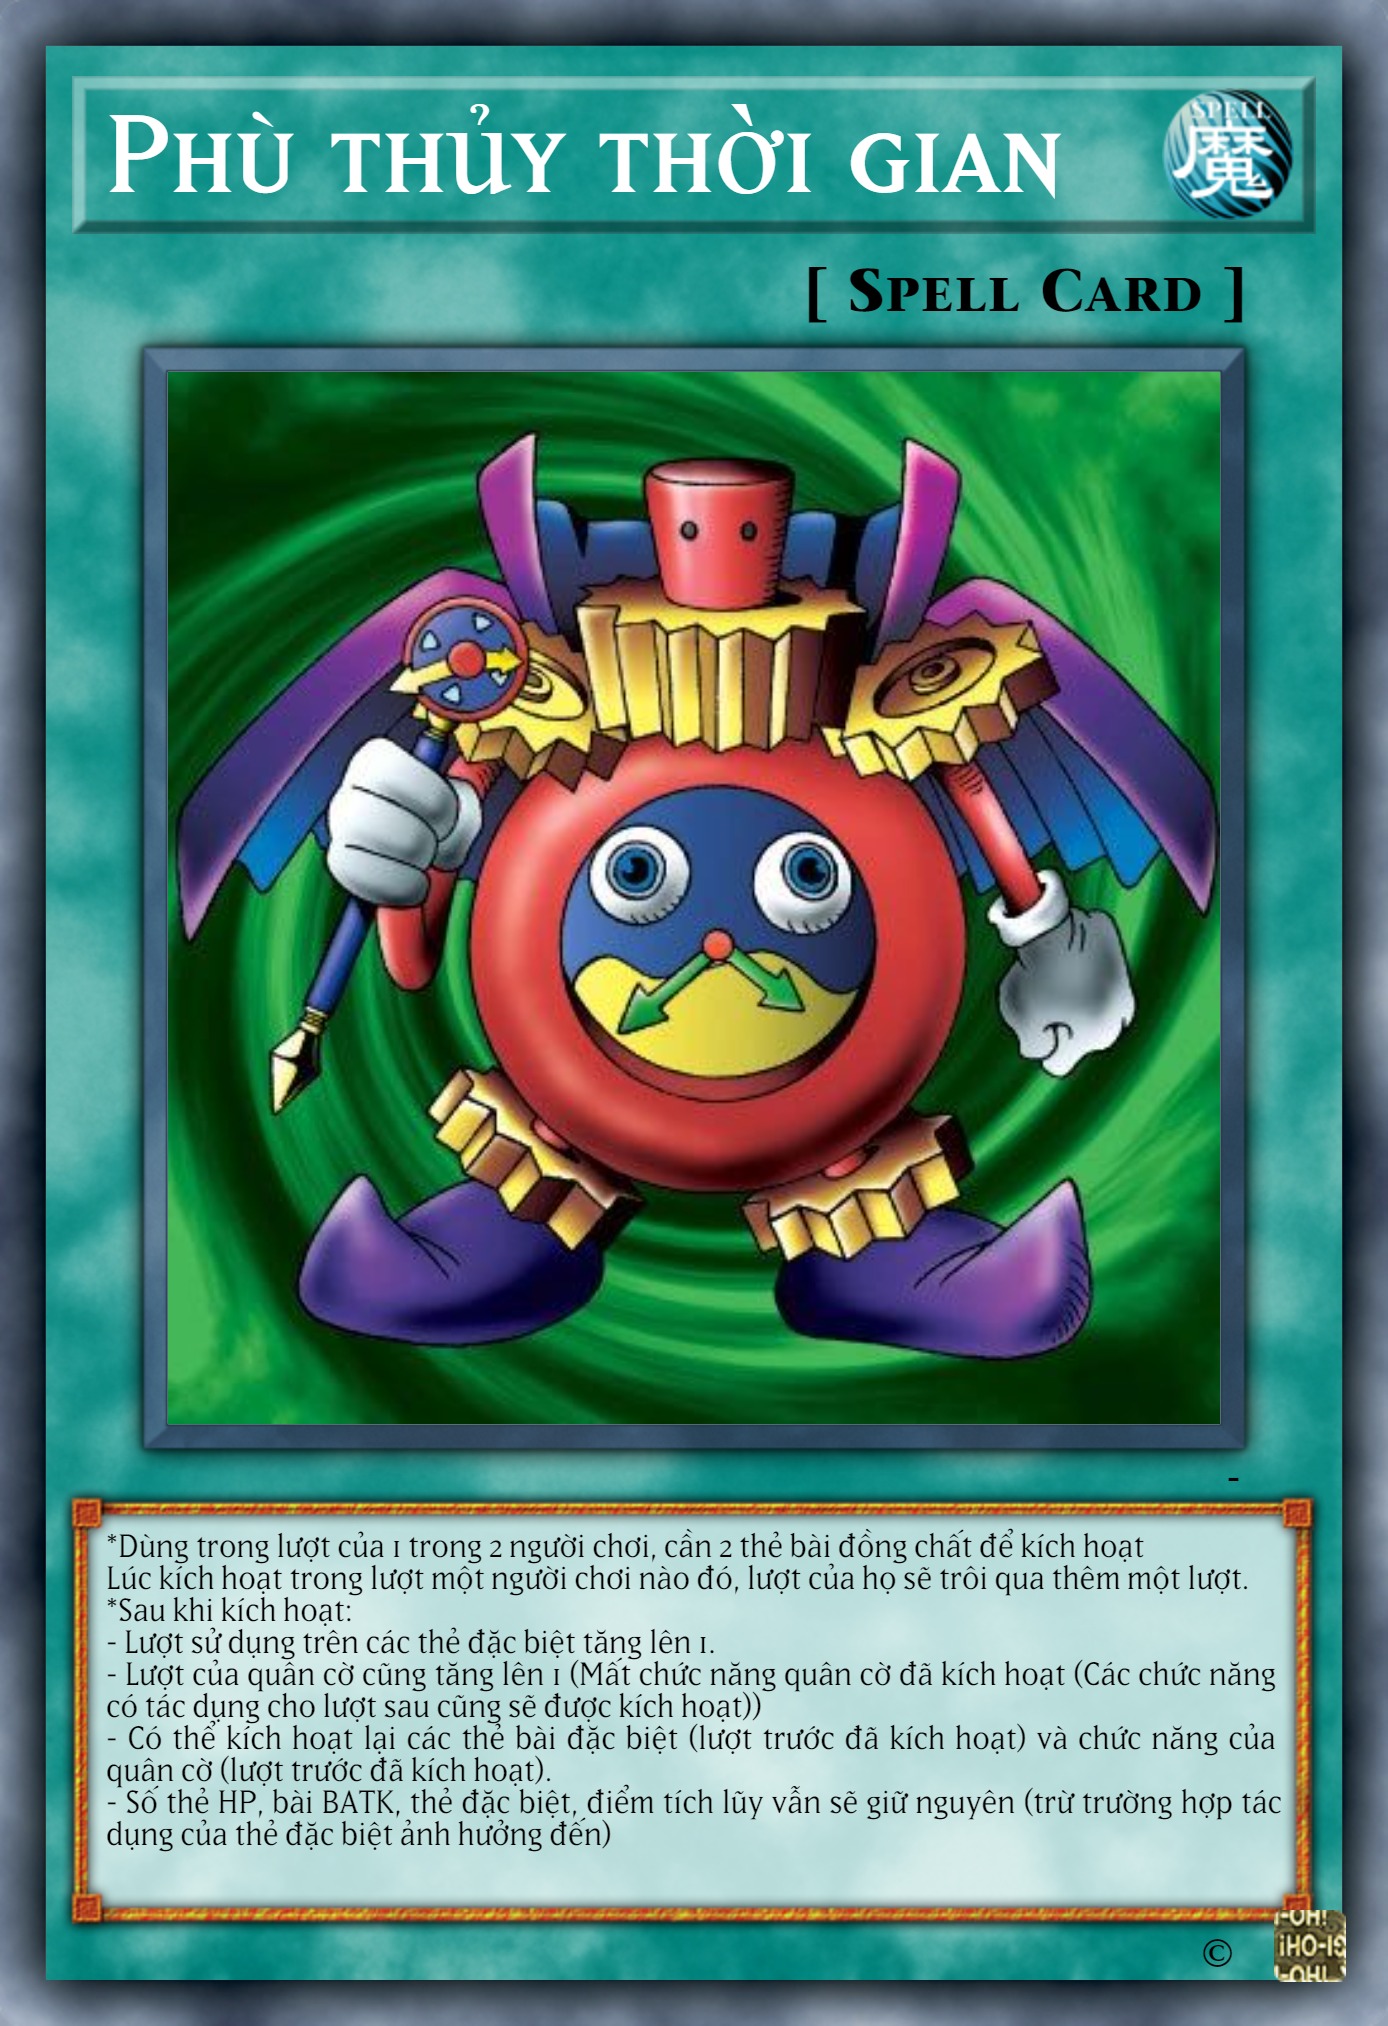 Phù thủy thời gian
SPELL
魔
[ Spell Card ]
-
*Dùng trong lượt của 1 trong 2 người chơi, cần 2 thẻ bài đồng chất để kích hoạt
Lúc kích hoạt trong lượt một người chơi nào đó, lượt của họ sẽ trôi qua thêm một lượt.
*Sau khi kích hoạt:
- Lượt sử dụng trên các thẻ đặc biệt tăng lên 1.
- Lượt của quân cờ cũng tăng lên 1 (Mất chức năng quân cờ đã kích hoạt (Các chức năng
có tác dụng cho lượt sau cũng sẽ được kích hoạt))
- Có thể kích hoạt lại các thẻ bài đặc biệt (lượt trước đã kích hoạt) và chức năng của
quân cờ (lượt trước đã kích hoạt).
- Số thẻ HP, bài BATK, thẻ đặc biệt, điểm tích lũy vẫn sẽ giữ nguyên (trừ trường hợp tác
dụng của thẻ đặc biệt ảnh hưởng đến)
©